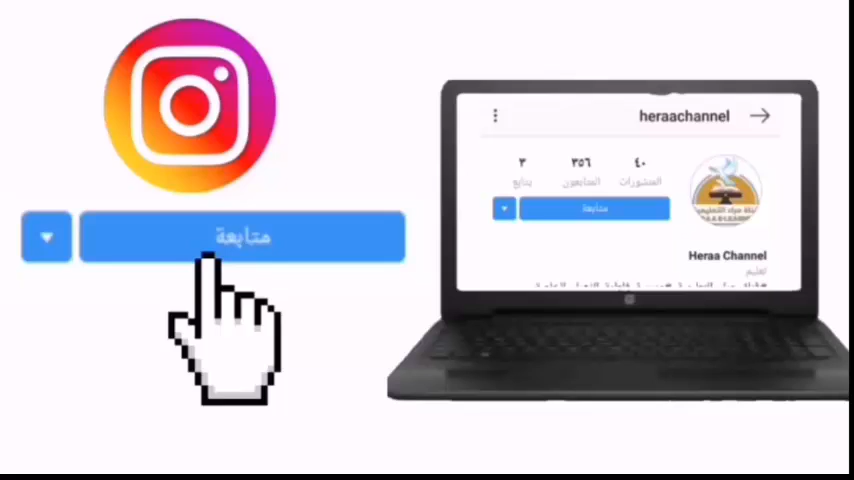 متابعة
heraachannel
٤٠ ٣٥٦ ٣
المنشورات المتابعون يتابع
متابعة
Heraa Channel
تعليم